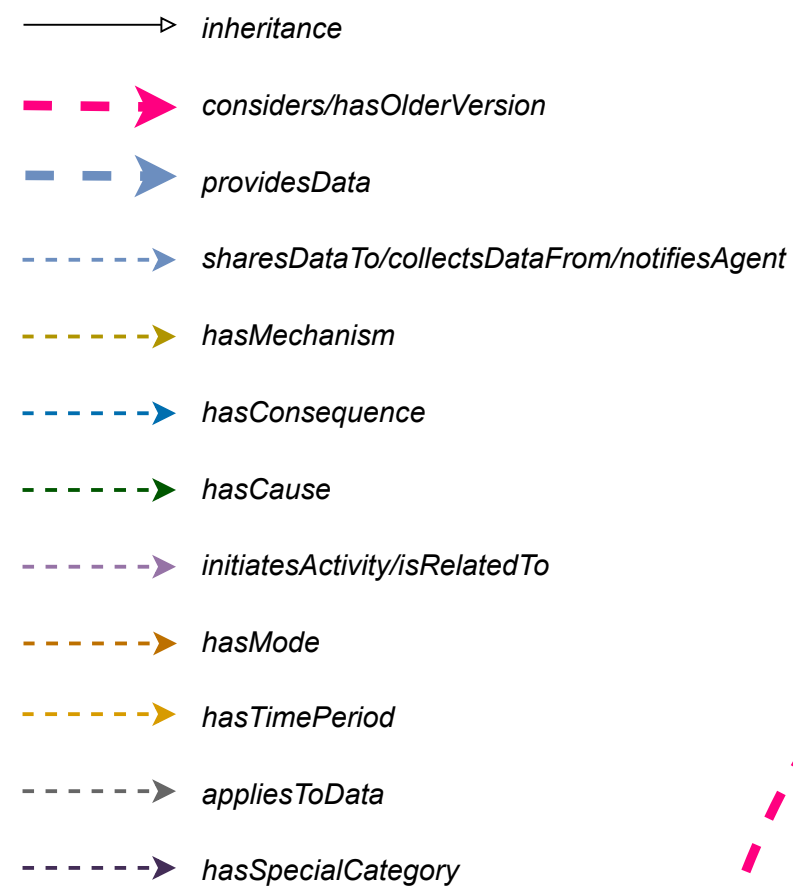 inheritance
considers/hasOlderVersion
providesData
sharesDataTo/collectsDataFrom/notifiesAgent
hasMechanism
hasConsequence
hasCause
initiatesActivity/isRelatedTo
hasMode
hasTimePeriod
appliesToData
hasSpecialCategory